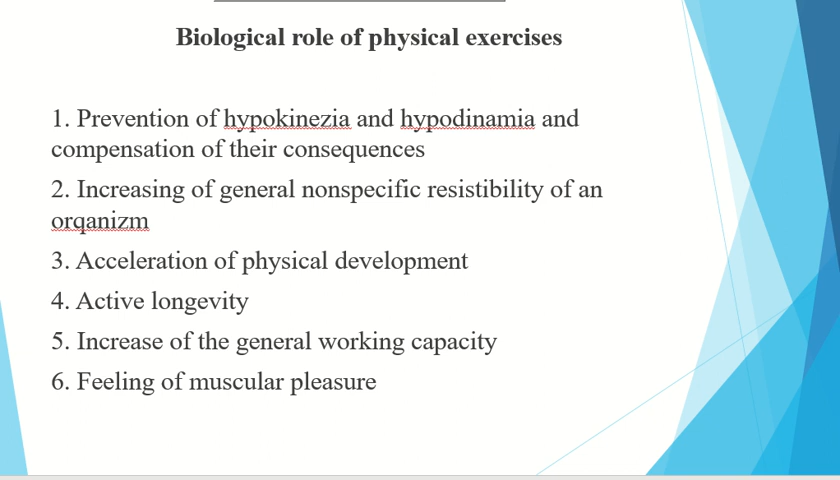 Biological role of physical exercises
1. Prevention of hypokinezia and hypodinamia and
compensation of their consequences
2. Increasing of general nonspecific resistibility of an
orqanizm
3. Acceleration of physical development
4. Active longevity
5. Increase of the general working capacity
6. Feeling of muscular pleasure